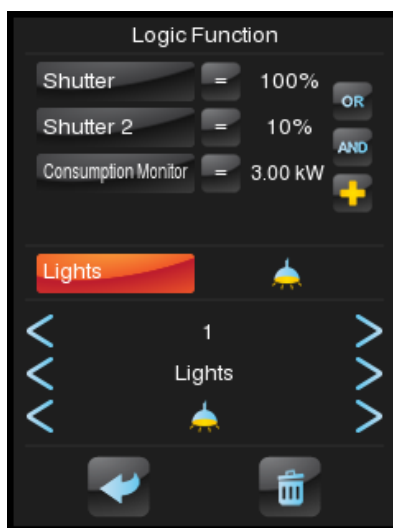 Logic Function
Shutter = 100%
OR
Shutter 2 = 10%
AND
Consumption Monitor = 3.00 kW
Lights
1
Lights